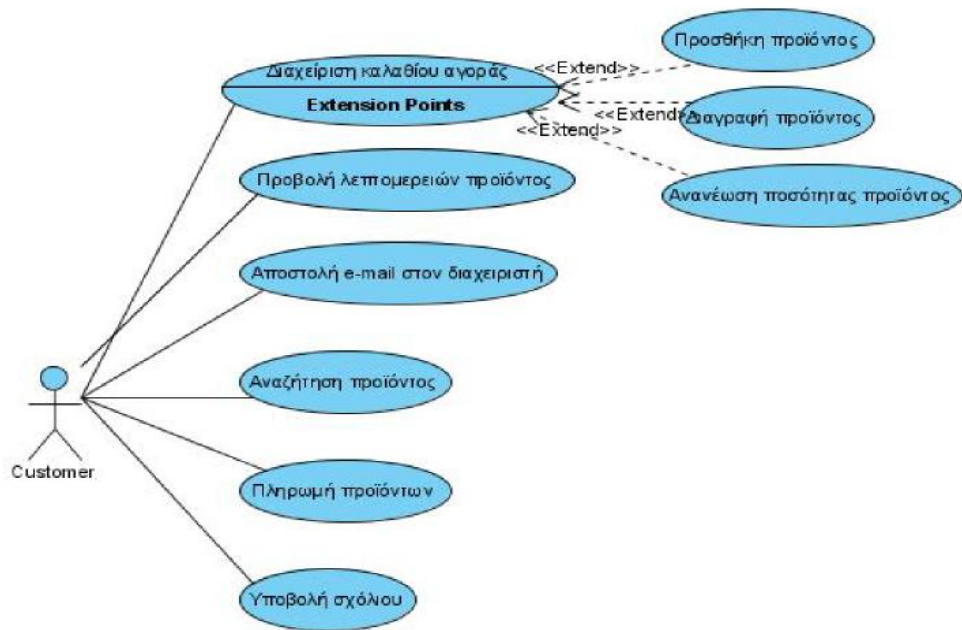 Προσθήκη προϊόντος
Διαχείριση καλαθίου αγοράς
<<Extend>>
Extension Points
<<Extend>>
Διαγραφή προϊόντος
<<Extend>>
Προβολή λεπτομερειών προϊόντος
Ανανέωση ποσότητας προϊόντος
Αποστολή e-mail στον διαχειριστή
Αναζήτηση προϊόντος
Customer
Πληρωμή προϊόντων
Υποβολή σχόλιου